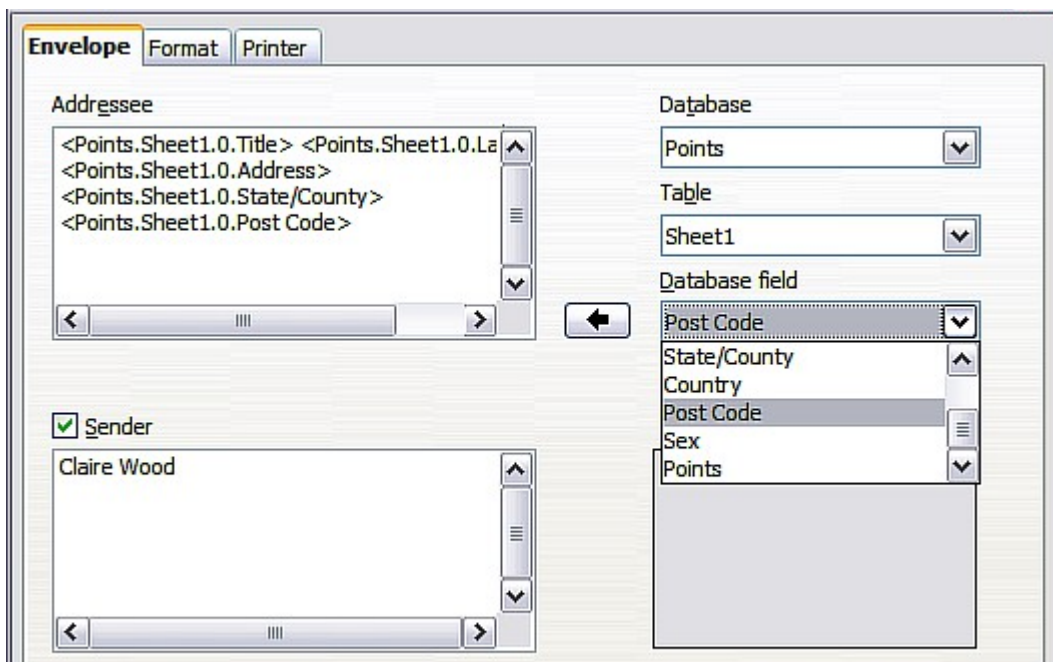 Envelope Format Printer
Addressee
<Points.Sheet1.0.Title> <Points.Sheet1.0.La
<Points.Sheet1.0.Address>
<Points.Sheet1.0.State/County>
<Points.Sheet1.0.Post Code>
Sender
Claire Wood
Database
Points
Table
Sheet1
Database field
Post Code
State/County
Country
Post Code
Sex
Points